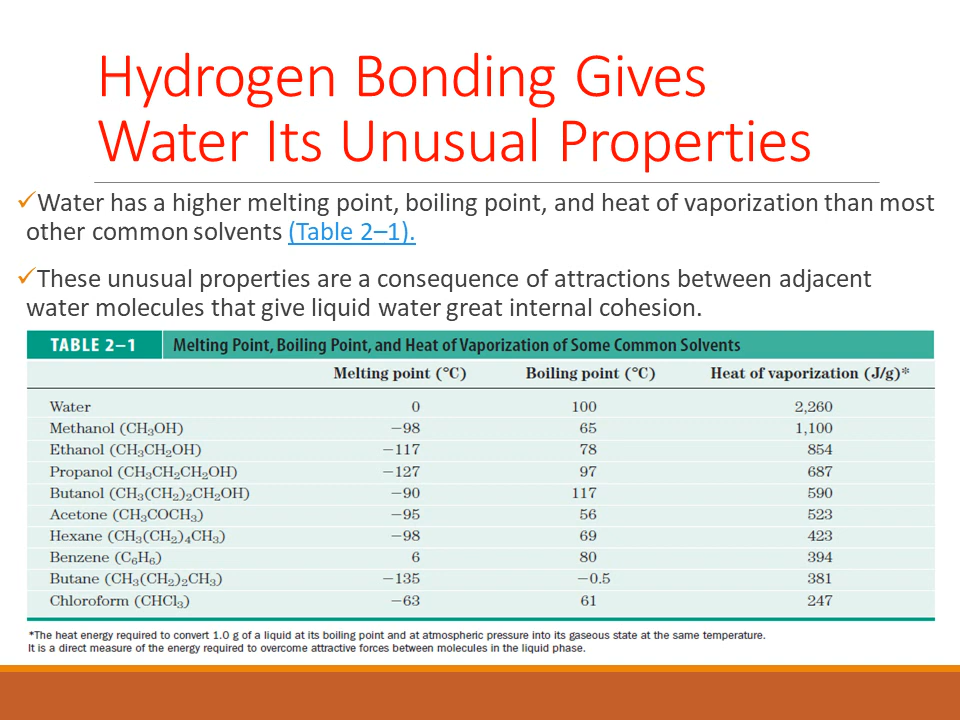 Hydrogen Bonding Gives
Water Its Unusual Properties
✓Water has a higher melting point, boiling point, and heat of vaporization than most
other common solvents (Table 2–1).
✓These unusual properties are a consequence of attractions between adjacent
water molecules that give liquid water great internal cohesion.
TABLE 2–1 Melting Point, Boiling Point, and Heat of Vaporization of Some Common Solvents
Melting point (°C) Boiling point (°C) Heat of vaporization (J/g)*
Water 0 100 2,260
Methanol (CH₃OH) −98 65 1,100
Ethanol (CH₃CH₂OH) −117 78 854
Propanol (CH₃CH₂CH₂OH) −127 97 687
Butanol (CH₃(CH₂)₂CH₂OH) −90 117 590
Acetone (CH₃COCH₃) −95 56 523
Hexane (CH₃(CH₂)₄CH₃) −98 69 423
Benzene (C₆H₆) 6 80 394
Butane (CH₃(CH₂)₂CH₃) −135 −0.5 381
Chloroform (CHCl₃) −63 61 247
*The heat energy required to convert 1.0 g of a liquid at its boiling point and at atmospheric pressure into its gaseous state at the same temperature.
It is a direct measure of the energy required to overcome attractive forces between molecules in the liquid phase.